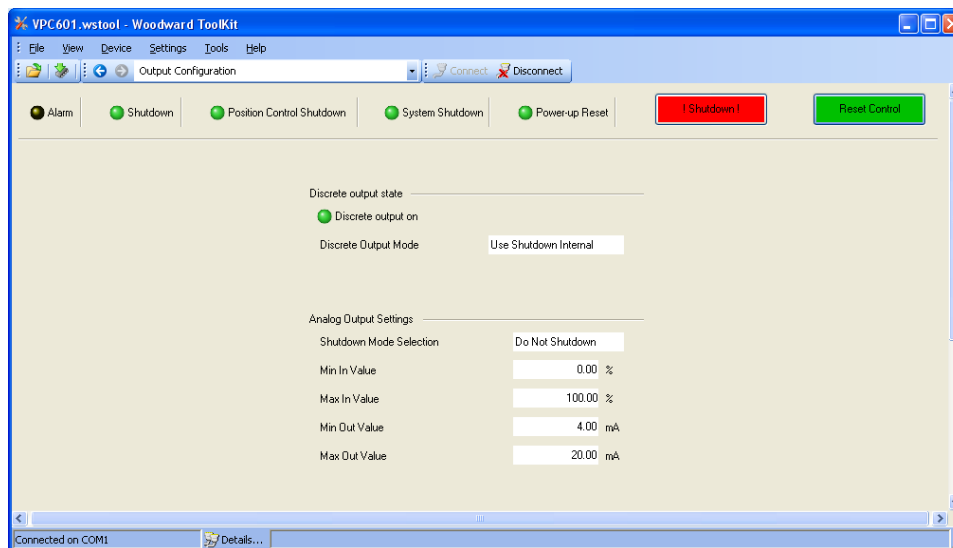 VPC601.wstool - Woodward ToolKit
File View Device Settings Tools Help
Output Configuration Connect Disconnect
Alarm Shutdown Position Control Shutdown System Shutdown Power-up Reset ! Shutdown ! Reset Control
Discrete output state
Discrete output on
Discrete Output Mode Use Shutdown Internal
Analog Output Settings
Shutdown Mode Selection Do Not Shutdown
Min In Value 0.00 %
Max In Value 100.00 %
Min Out Value 4.00 mA
Max Out Value 20.00 mA
Connected on COM1 Details...